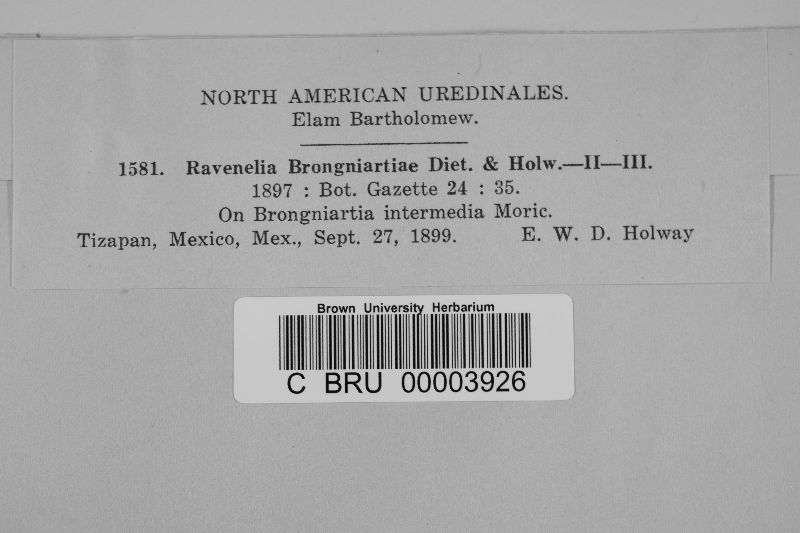 NORTH AMERICAN UREDINALES.
Elam Bartholomew.
1581. Ravenelia Brongniartiae Diet. & Holw.—II—III.
1897 : Bot. Gazette 24 : 35.
On Brongniartia intermedia Moric.
Tizapan, Mexico, Mex., Sept. 27, 1899. E. W. D. Holway
Brown University Herbarium
C BRU 00003926